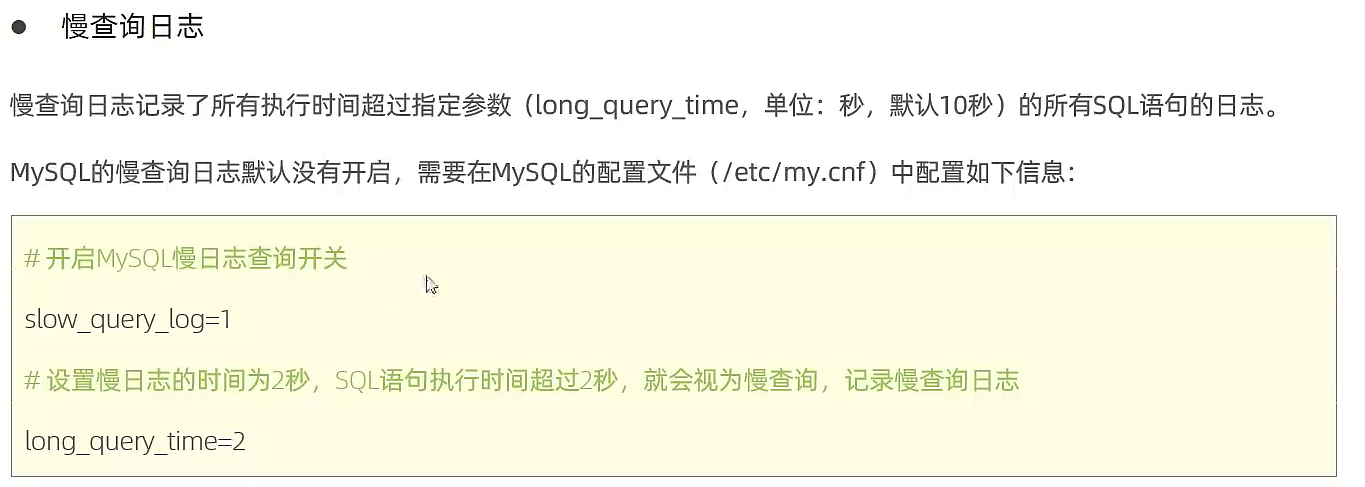 ● 慢查询日志
慢查询日志记录了所有执行时间超过指定参数（long_query_time，单位：秒，默认10秒）的所有SQL语句的日志。
MySQL的慢查询日志默认没有开启，需要在MySQL的配置文件（/etc/my.cnf）中配置如下信息：
# 开启MySQL慢日志查询开关
slow_query_log=1
# 设置慢日志的时间为2秒，SQL语句执行时间超过2秒，就会视为慢查询，记录慢查询日志
long_query_time=2